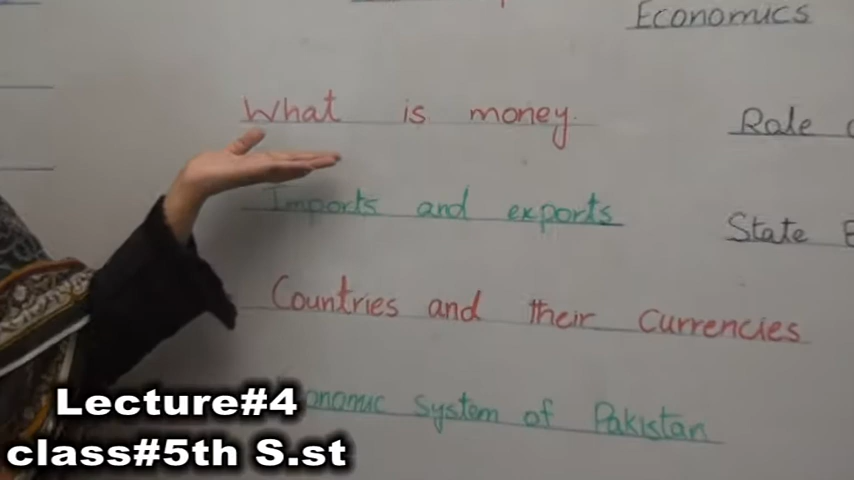 Economics
What is money.
Imports and exports
Countries and their Currencies
Economic System of Pakistan
Rale
State
Lecture#4
class#5th S.st